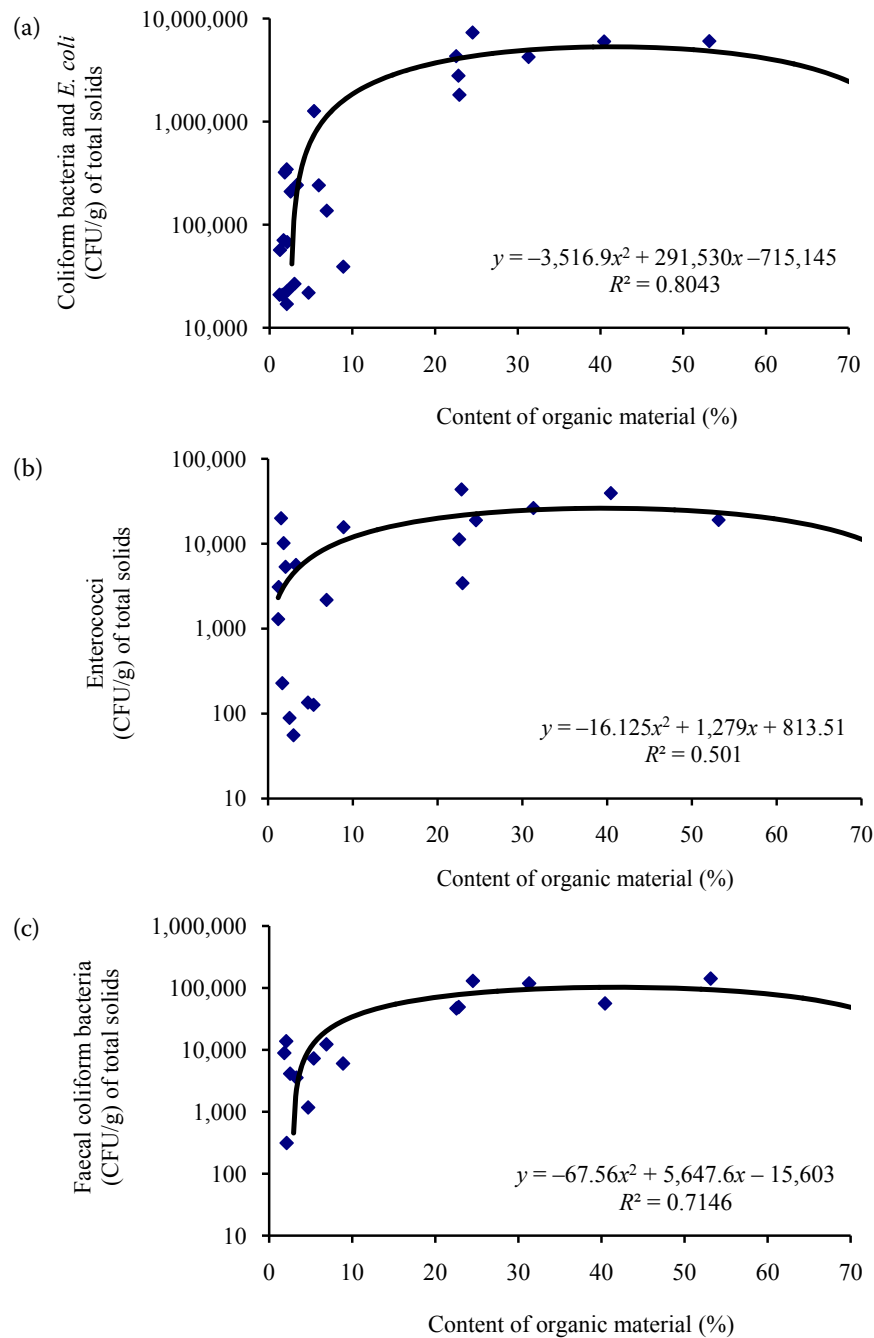 (a)
Coliform bacteria and E. coli
(CFU/g) of total solids
10,000,000
1,000,000
100,000
10,000
y = –3,516.9x² + 291,530x –715,145
R² = 0.8043
0 10 20 30 40 50 60 70
Content of organic material (%)
(b)
Enterococci
(CFU/g) of total solids
100,000
10,000
1,000
100
10
y = –16.125x² + 1,279x + 813.51
R² = 0.501
0 10 20 30 40 50 60 70
Content of organic material (%)
(c)
Faecal coliform bacteria
(CFU/g) of total solids
1,000,000
100,000
10,000
1,000
100
10
y = –67.56x² + 5,647.6x – 15,603
R² = 0.7146
0 10 20 30 40 50 60 70
Content of organic material (%)